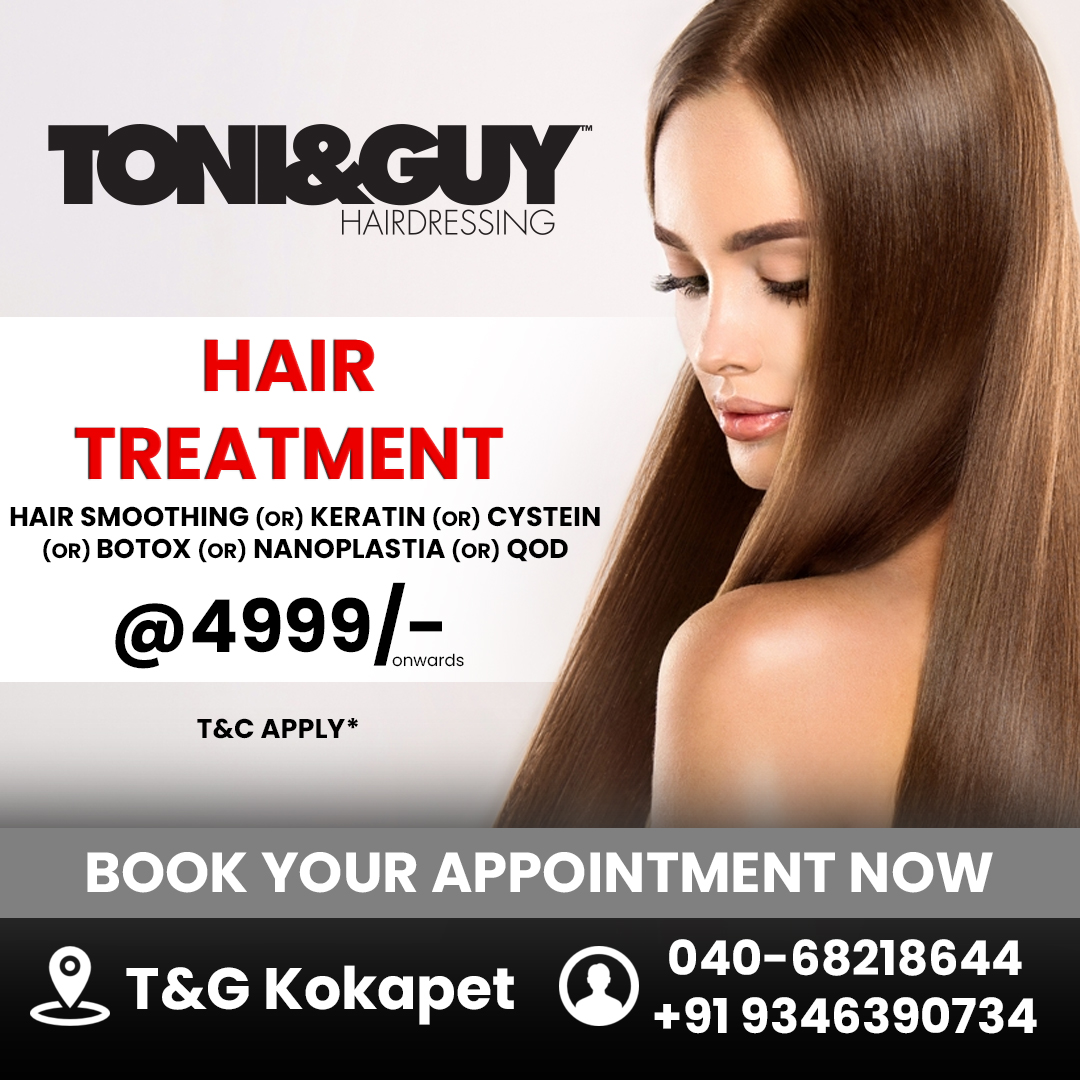 TONI&GUY™
HAIRDRESSING
HAIR
TREATMENT
HAIR SMOOTHING (OR) KERATIN (OR) CYSTEIN
(OR) BOTOX (OR) NANOPLASTIA (OR) QOD
@4999/-
onwards
T&C APPLY*
BOOK YOUR APPOINTMENT NOW
T&G Kokapet
040-68218644
+91 9346390734